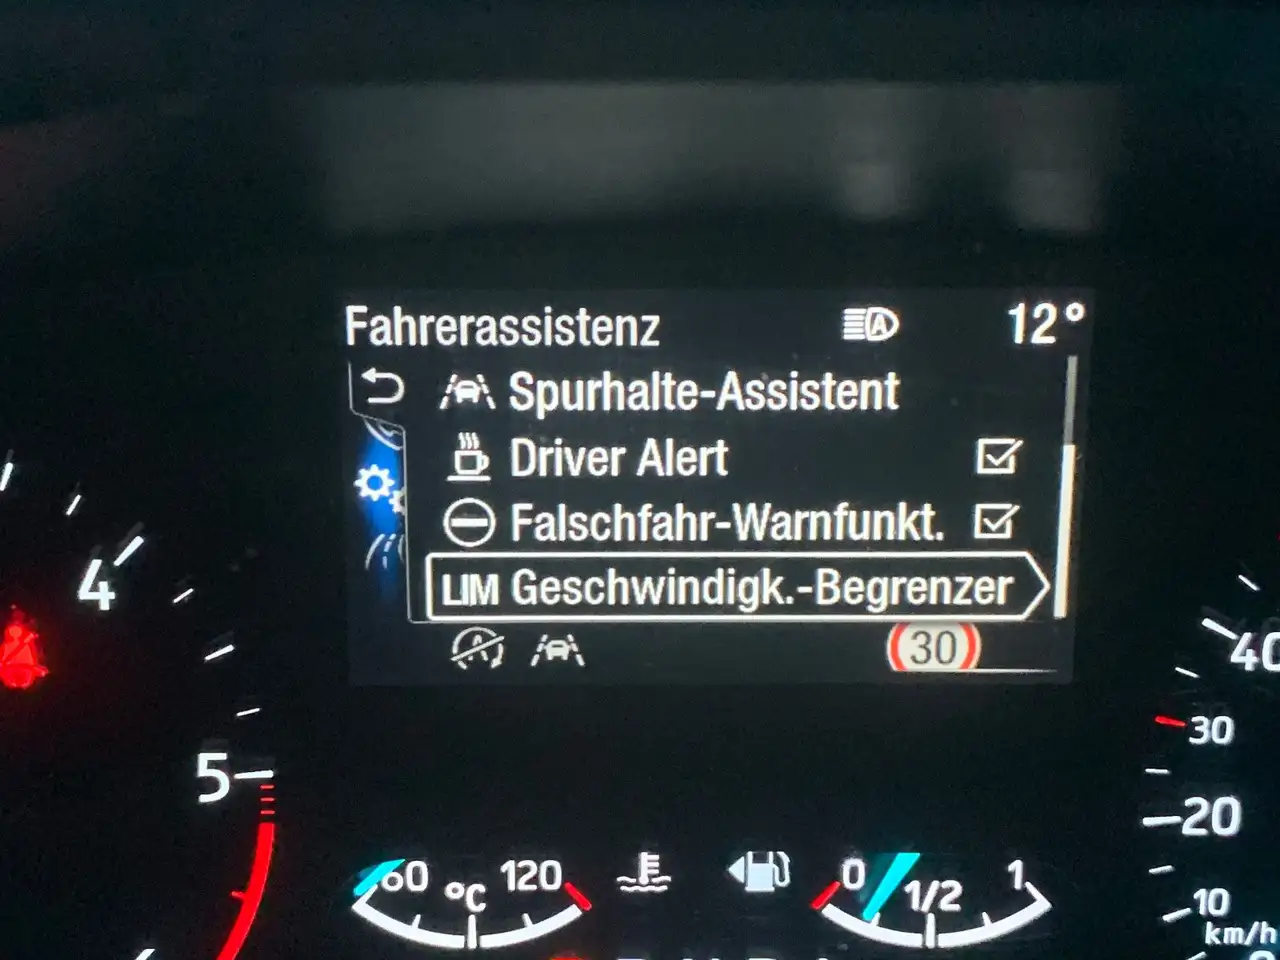 Fahrerassistenz 12°
Spurhalte-Assistent
Driver Alert
Falschfahr-Warnfunkt.
LIM Geschwindigk.-Begrenzer
30
4
5
40
30
20
10
km/h
60 °C 120
0 1/2 1